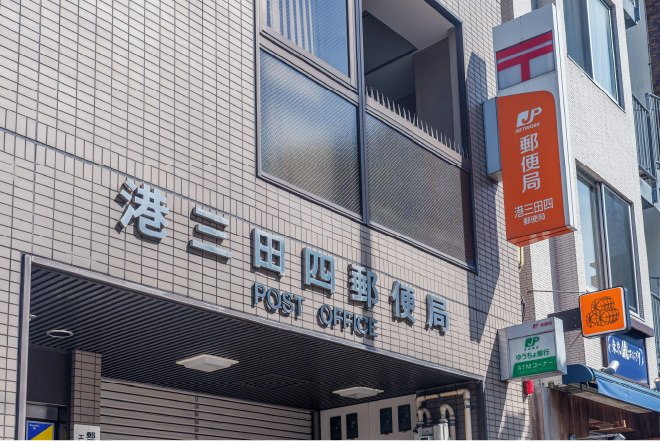 港三田四郵便局
POST OFFICE
JP
NETWORK
郵便局
港三田四
郵便局
JP
ゆうちょ銀行
ATMコーナー